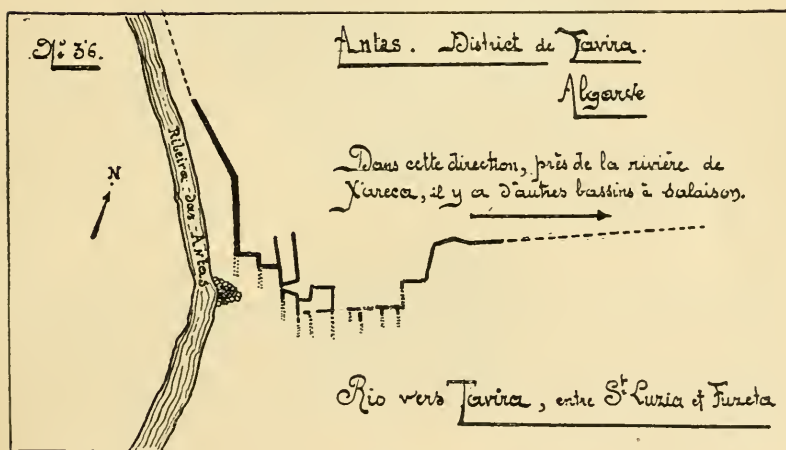 Nº 36.
Antas. District de Tavira.
Algarve
Dans cette direction, près de la rivière de
Xareca, il y a d'autres bassins à salaison.
N
Ribeira das Antas
Rio vers Tavira, entre St Luzia et Fuzeta